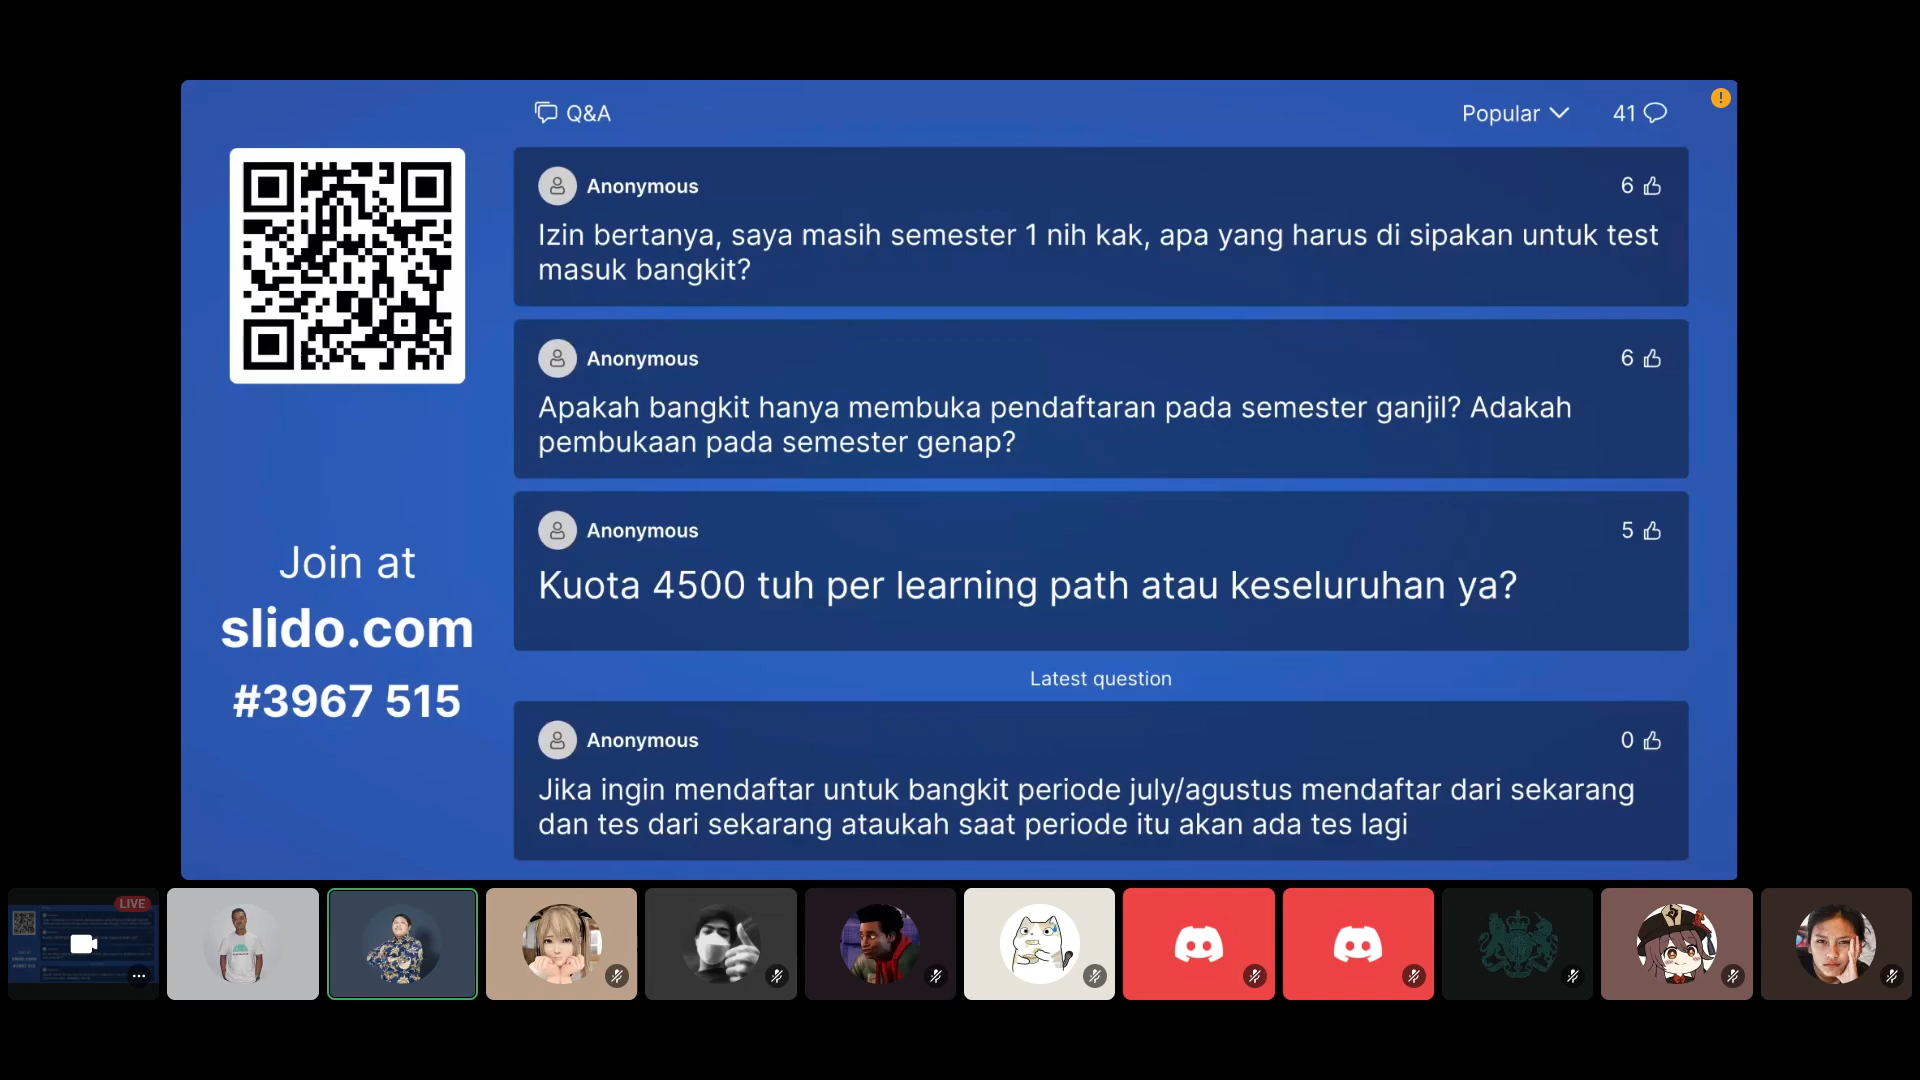 Q&A
Popular
41
Anonymous
6
Izin bertanya, saya masih semester 1 nih kak, apa yang harus di sipakan untuk test
masuk bangkit?
Anonymous
6
Apakah bangkit hanya membuka pendaftaran pada semester ganjil? Adakah
pembukaan pada semester genap?
Anonymous
5
Kuota 4500 tuh per learning path atau keseluruhan ya?
Join at
slido.com
#3967 515
Latest question
Anonymous
0
Jika ingin mendaftar untuk bangkit periode july/agustus mendaftar dari sekarang
dan tes dari sekarang ataukah saat periode itu akan ada tes lagi
LIVE